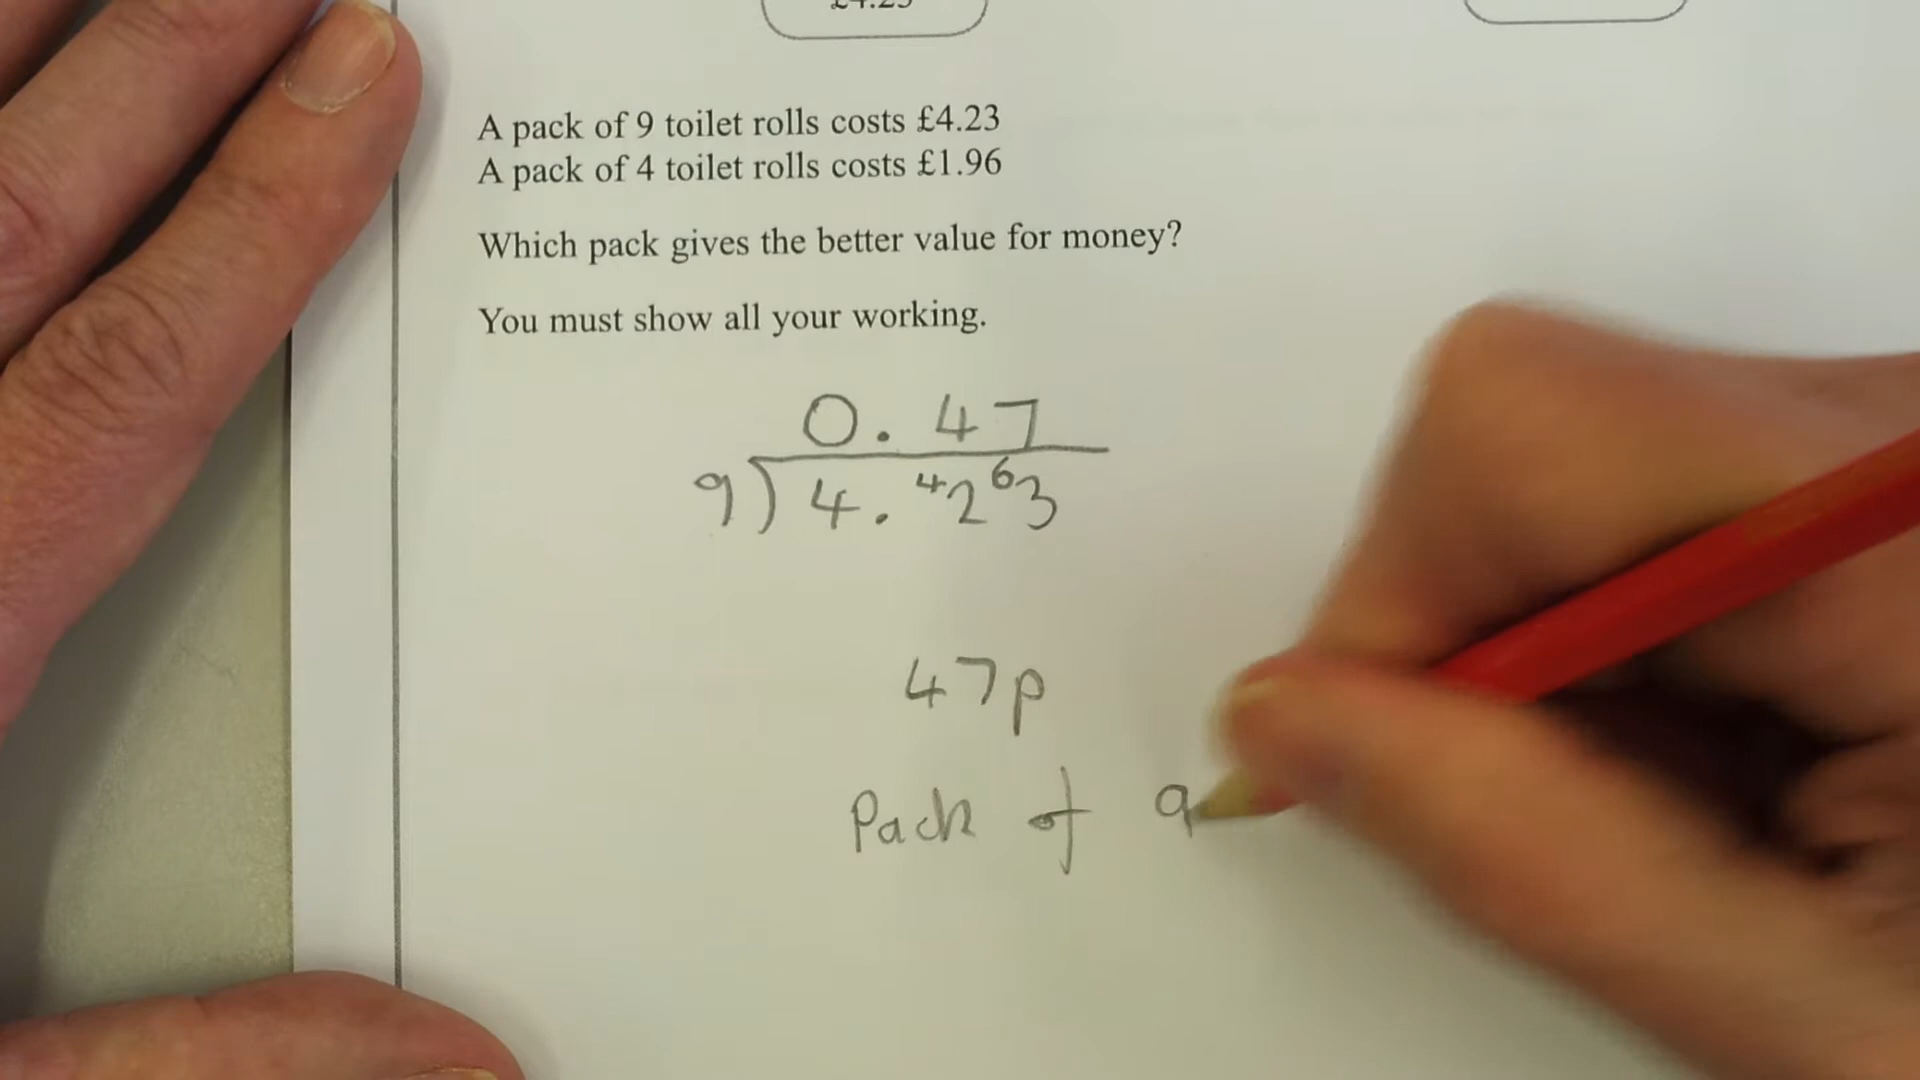 £4.23
A pack of 9 toilet rolls costs £4.23
A pack of 4 toilet rolls costs £1.96
Which pack gives the better value for money?
You must show all your working.
0.47
9) 4.⁴2⁶3
47p
Pack of 9